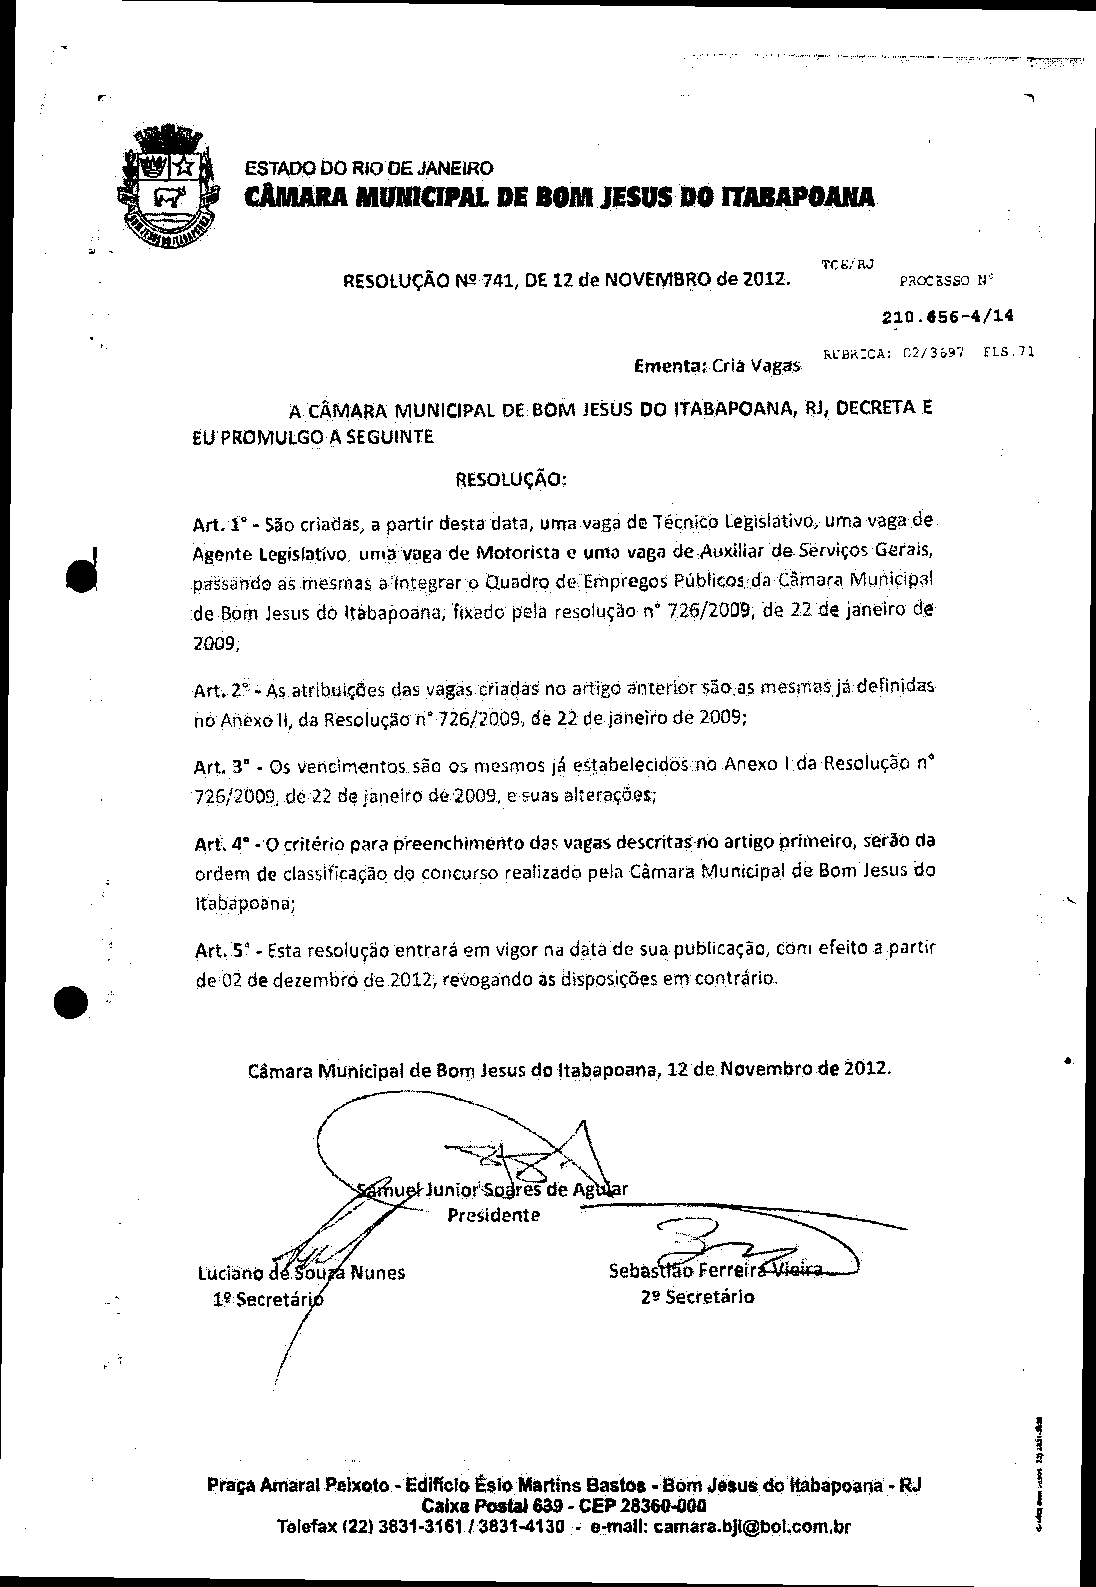 ESTADO DO RIO DE JANEIRO
CÂMARA MUNICIPAL DE BOM JESUS DO ITABAPOANA
BOM JESUS DO ITABAPOANA
RESOLUÇÃO Nº 741, DE 12 de NOVEMBRO de 2012.
TCE/RJ
PROCESSO Nº
210.656-4/14
RUBRICA: 02/3697 FLS.71
Ementa: Cria Vagas
A CÂMARA MUNICIPAL DE BOM JESUS DO ITABAPOANA, RJ, DECRETA E
EU PROMULGO A SEGUINTE
RESOLUÇÃO:
Art. 1° - São criadas, a partir desta data, uma vaga de Técnico Legislativo, uma vaga de
Agente Legislativo, uma vaga de Motorista e uma vaga de Auxiliar de Serviços Gerais,
passando as mesmas a integrar o Quadro de Empregos Públicos da Câmara Municipal
de Bom Jesus do Itabapoana, fixado pela resolução n° 726/2009, de 22 de janeiro de
2009;
Art. 2° - As atribuições das vagas criadas no artigo anterior são as mesmas já definidas
no Anexo II, da Resolução n° 726/2009, de 22 de janeiro de 2009;
Art. 3° - Os vencimentos são os mesmos já estabelecidos no Anexo I da Resolução n°
726/2009, de 22 de janeiro de 2009, e suas alterações;
Art. 4° - O critério para preenchimento das vagas descritas no artigo primeiro, serão da
ordem de classificação do concurso realizado pela Câmara Municipal de Bom Jesus do
Itabapoana;
Art. 5° - Esta resolução entrará em vigor na data de sua publicação, com efeito a partir
de 02 de dezembro de 2012, revogando as disposições em contrário.
Câmara Municipal de Bom Jesus do Itabapoana, 12 de Novembro de 2012.
Samuel Junior Soares de Aguiar
Presidente
Luciano de Souza Nunes
1º Secretário
Sebastião Ferreira Vieira
2º Secretário
Praça Amaral Peixoto - Edifício Ésio Martins Bastos - Bom Jesus do Itabapoana - RJ
Caixa Postal 639 - CEP 28360-000
Telefax (22) 3831-3161 / 3831-4130 - e-mail: camara.bji@bol.com.br